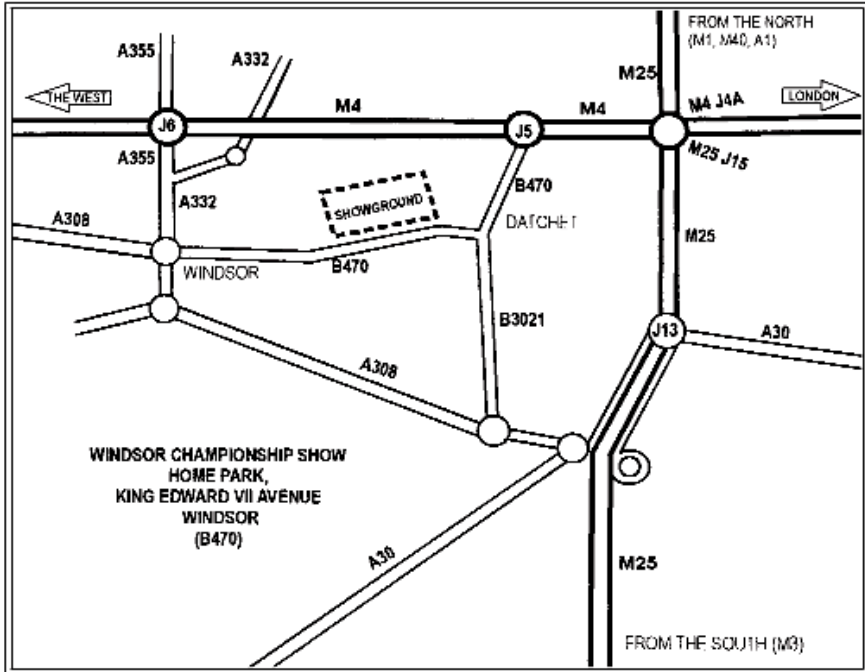 FROM THE NORTH
(M1, M40, A1)
A355
A332
M25
THE WEST
M4
M4
M4 J4A
LONDON
J6
J5
A355
M25 J15
A332
B470
SHOWGROUND
A308
DATCHET
M25
WINDSOR
B470
B3021
J13
A30
A308
WINDSOR CHAMPIONSHIP SHOW
HOME PARK,
KING EDWARD VII AVENUE
WINDSOR
(B470)
A30
M25
FROM THE SOUTH (M3)